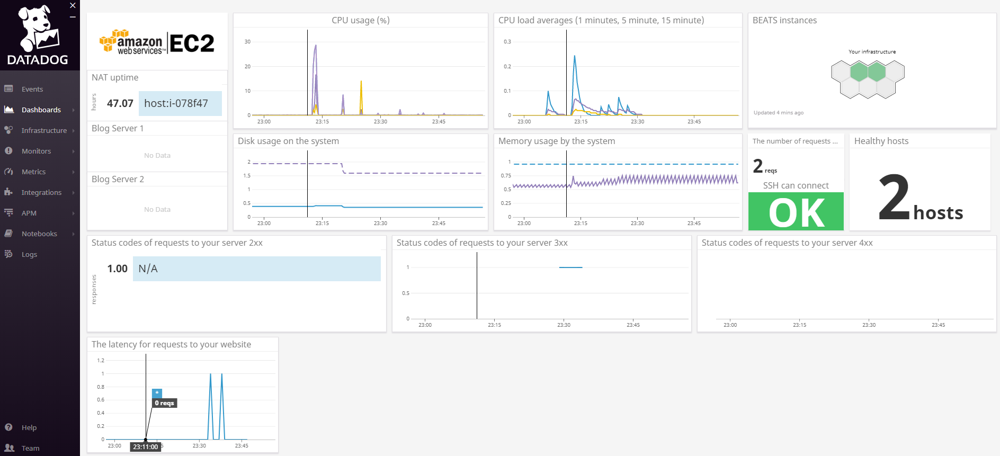 DATADOG
Events
Dashboards
Infrastructure
Monitors
Metrics
Integrations
APM
Notebooks
Logs
Help
Team
amazon
web services™
EC2
NAT uptime
hours
47.07
host:i-078f47
Blog Server 1
No Data
Blog Server 2
No Data
CPU usage (%)
30
20
10
0
23:00 23:15 23:30 23:45
CPU load averages (1 minutes, 5 minute, 15 minute)
0.3
0.2
0.1
0
23:00 23:15 23:30 23:45
BEATS instances
Your infrastructure
Updated 4 mins ago
Disk usage on the system
2
1.5
1
0.5
0
23:00 23:15 23:30 23:45
Memory usage by the system
1
0.75
0.5
0.25
0
23:00 23:15 23:30 23:45
The number of requests ...
2 reqs
SSH can connect
OK
Healthy hosts
2 hosts
Status codes of requests to your server 2xx
responses
1.00
N/A
Status codes of requests to your server 3xx
1
0.5
0
23:00 23:15 23:30 23:45
Status codes of requests to your server 4xx
23:00 23:15 23:30 23:45
The latency for requests to your website
1.2
1
0.8
0.6
0.4
0.2
0
*
0 reqs
23:00 23:11:00 5 23:30 23:45